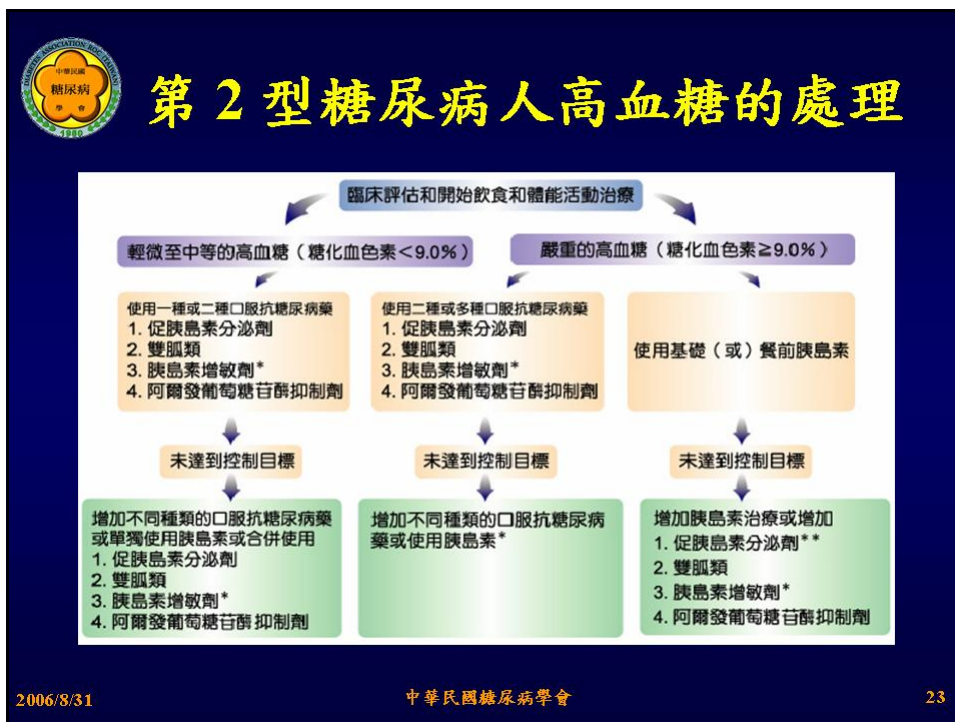 DIABETES ASSOCIATION ROC (TAIWAN)
中華民國
糖尿病
學會
1980
第 2 型糖尿病人高血糖的處理
臨床評估和開始飲食和體能活動治療
輕微至中等的高血糖（糖化血色素＜9.0%）
嚴重的高血糖（糖化血色素≧9.0%）
使用一種或二種口服抗糖尿病藥
1. 促胰島素分泌劑
2. 雙胍類
3. 胰島素增敏劑*
4. 阿爾發葡萄糖苷酶抑制劑
使用二種或多種口服抗糖尿病藥
1. 促胰島素分泌劑
2. 雙胍類
3. 胰島素增敏劑*
4. 阿爾發葡萄糖苷酶抑制劑
使用基礎（或）餐前胰島素
未達到控制目標
未達到控制目標
未達到控制目標
增加不同種類的口服抗糖尿病藥
或單獨使用胰島素或合併使用
1. 促胰島素分泌劑
2. 雙胍類
3. 胰島素增敏劑*
4. 阿爾發葡萄糖苷酶抑制劑
增加不同種類的口服抗糖尿病
藥或使用胰島素*
增加胰島素治療或增加
1. 促胰島素分泌劑**
2. 雙胍類
3. 胰島素增敏劑*
4. 阿爾發葡萄糖苷酶抑制劑
2006/8/31
中華民國糖尿病學會
23